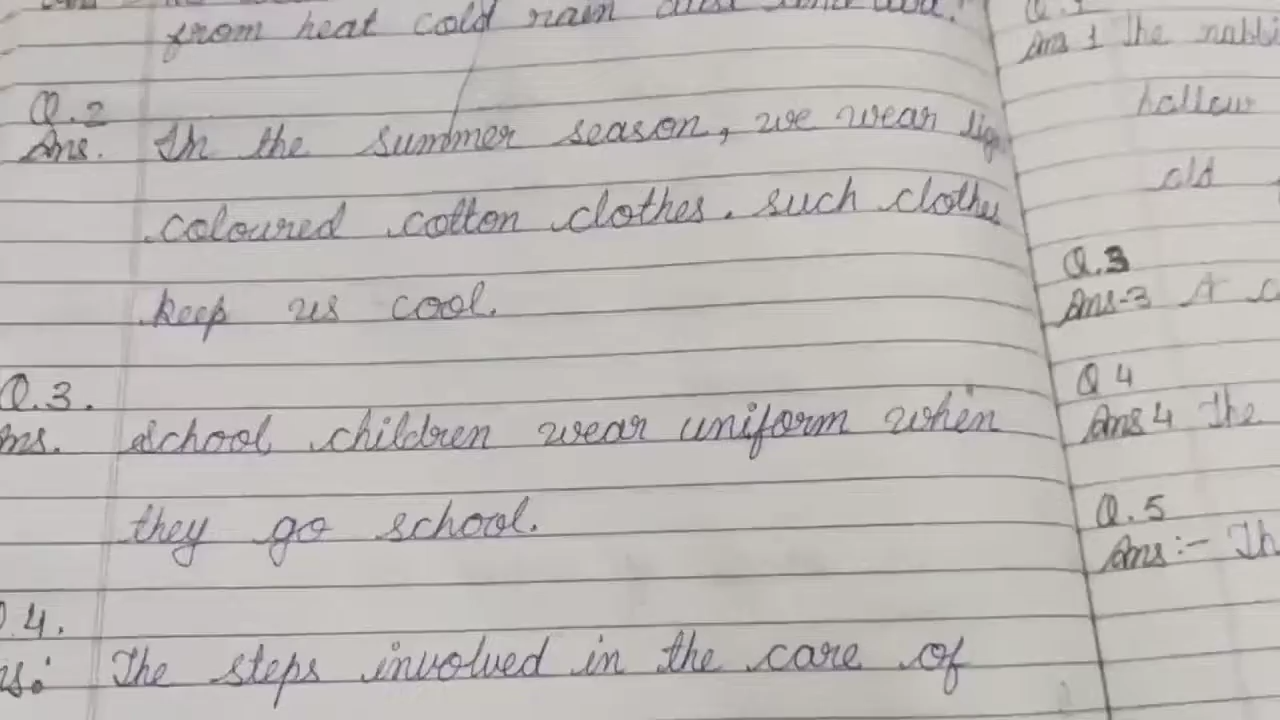 from heat cold rain
Q.2
Ans. In the summer season, we wear
coloured cotton clothes. such clothes
keep us cool.
Q.3.
Ans. school children wear uniform when
they go school.
Q.4.
Ans: The steps involved in the care of
Ans 1 The
hollow
old
Q.3
Ans-3 A
Q 4
Ans 4 The
Q.5
Ans:-